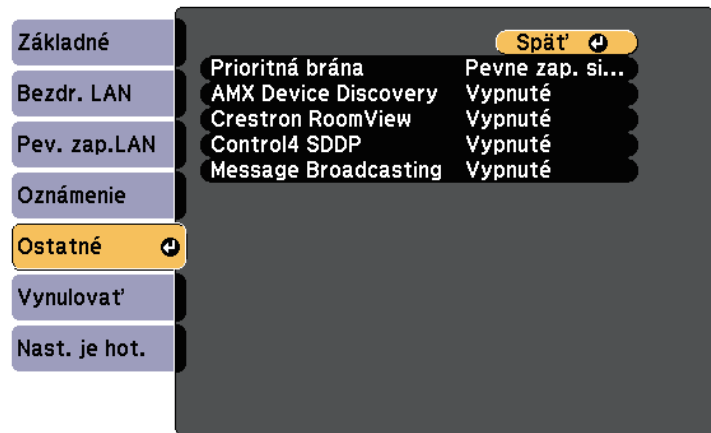 Základné
Bezdr. LAN
Pev. zap.LAN
Oznámenie
Ostatné
Vynulovať
Nast. je hot.
Späť
Prioritná brána Pevne zap. si...
AMX Device Discovery Vypnuté
Crestron RoomView Vypnuté
Control4 SDDP Vypnuté
Message Broadcasting Vypnuté